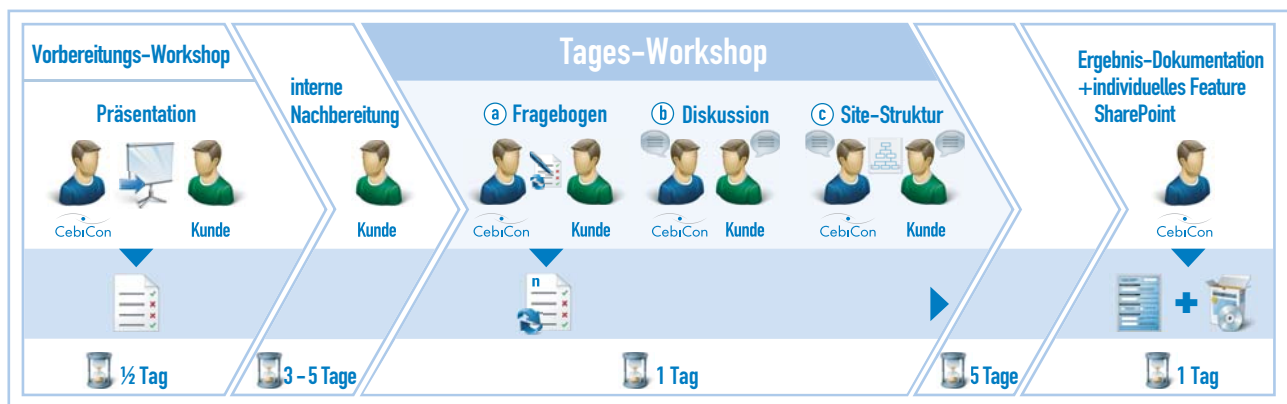 Vorbereitungs-Workshop
Präsentation
CebiCon
Kunde
½ Tag
interne
Nachbereitung
Kunde
3 – 5 Tage
Tages-Workshop
a Fragebogen
CebiCon
Kunde
n
b Diskussion
CebiCon
Kunde
c Site-Struktur
CebiCon
Kunde
1 Tag
5 Tage
Ergebnis-Dokumentation
+individuelles Feature
SharePoint
CebiCon
1 Tag